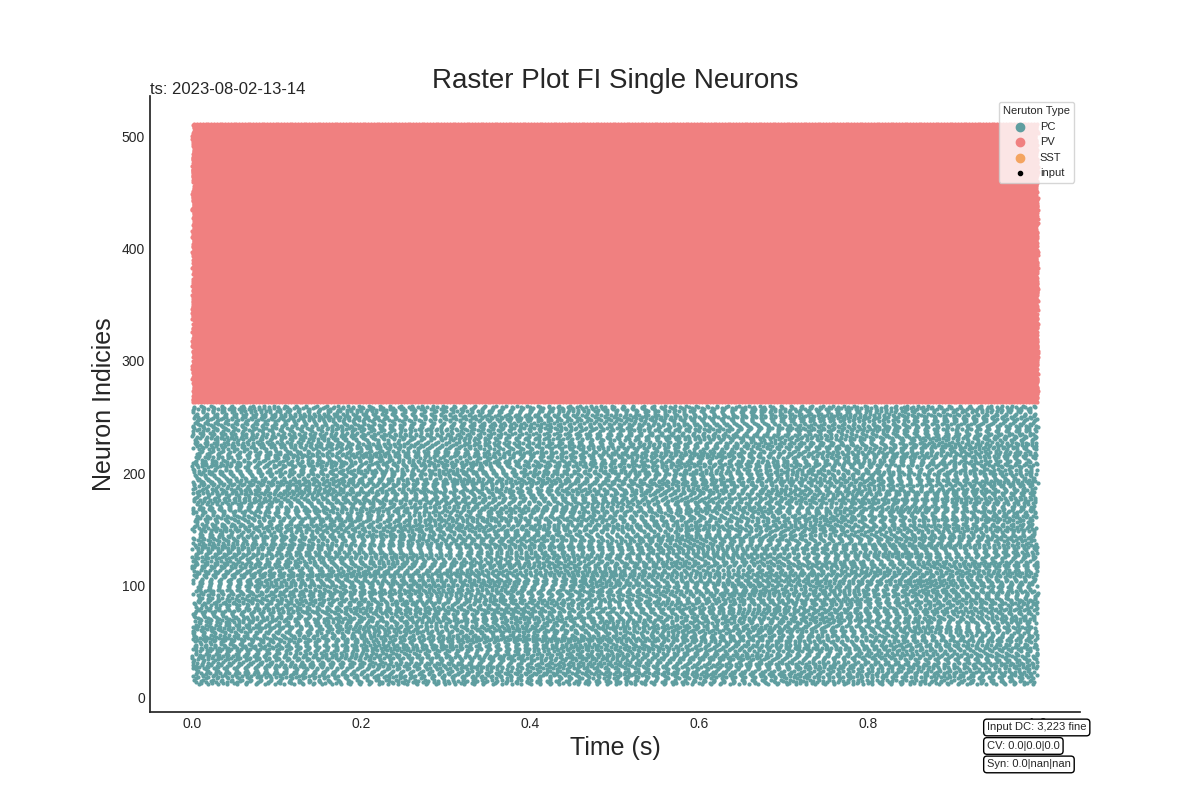 Raster Plot FI Single Neurons
ts: 2023-08-02-13-14
Neruton Type
PC
PV
SST
input
500
400
300
200
100
0
Neuron Indicies
0.0 0.2 0.4 0.6 0.8
Time (s)
Input DC: 3,223 fine
CV: 0.0|0.0|0.0
Syn: 0.0|nan|nan